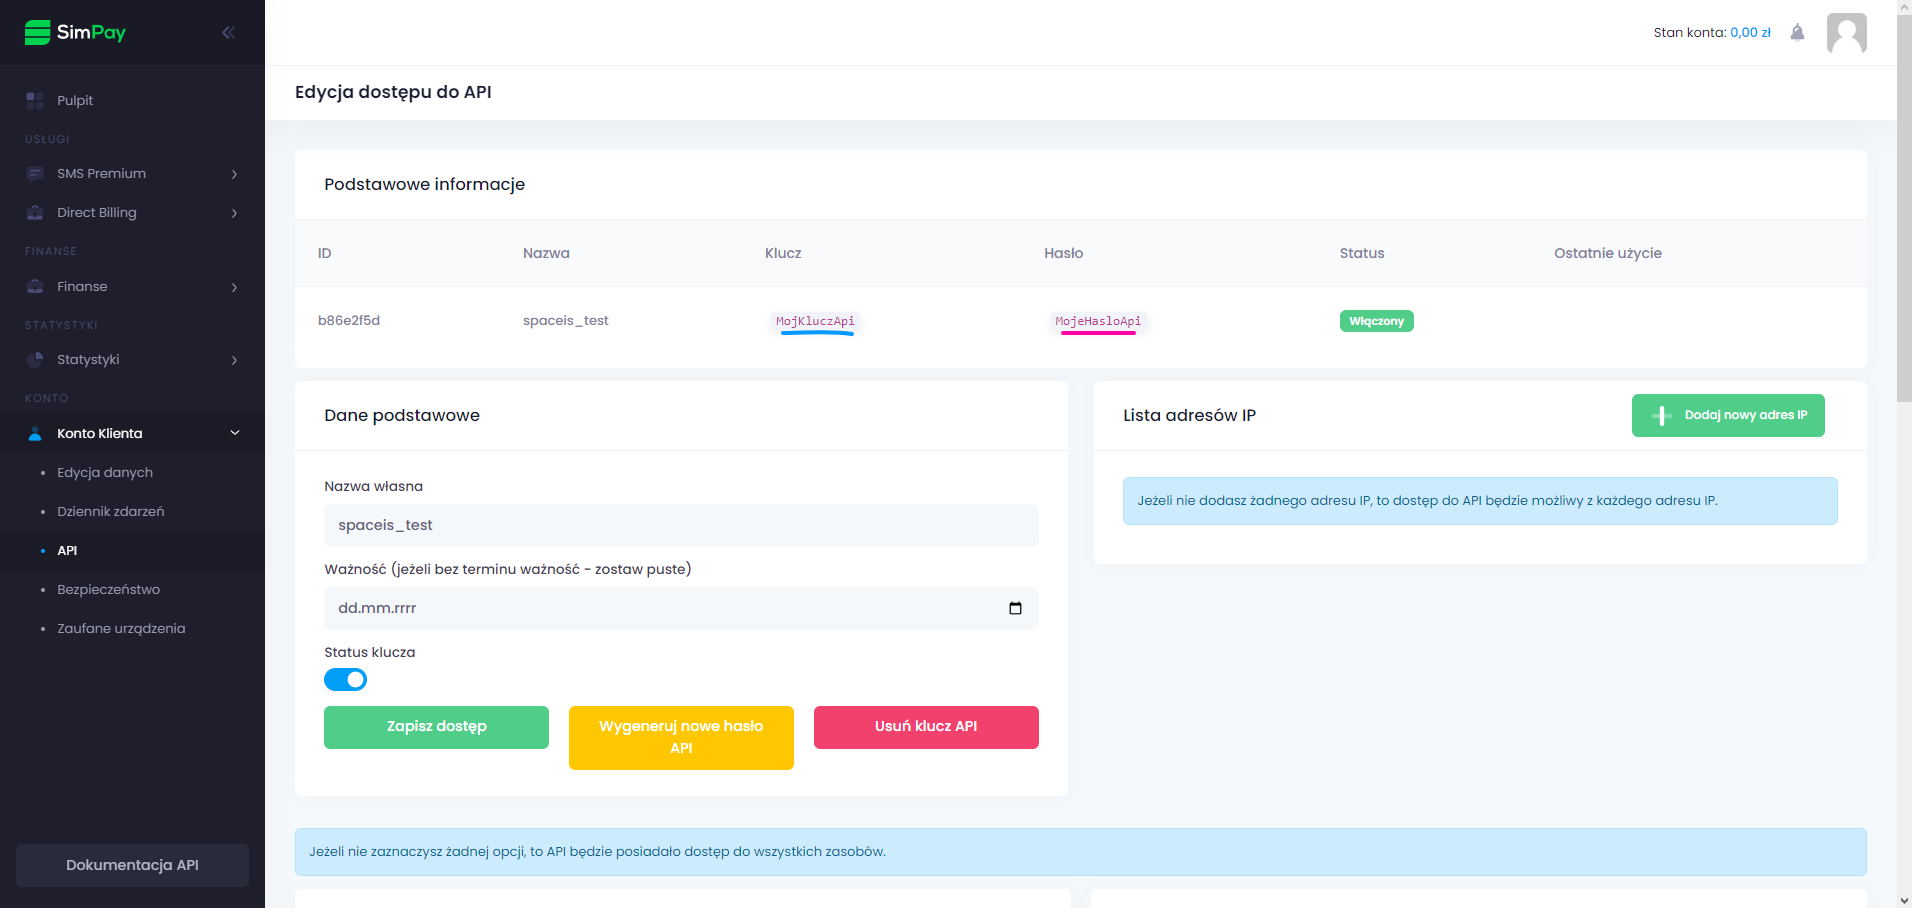 SimPay
Stan konta: 0,00 zł
Pulpit
USŁUGI
SMS Premium
Direct Billing
FINANSE
Finanse
STATYSTYKI
Statystyki
KONTO
Konto Klienta
Edycja danych
Dziennik zdarzeń
API
Bezpieczeństwo
Zaufane urządzenia
Dokumentacja API
Edycja dostępu do API
Podstawowe informacje
ID Nazwa Klucz Hasło Status Ostatnie użycie
b86e2f5d spaceis_test MojKluczApi MojeHasloApi Włączony
Dane podstawowe
Nazwa własna
spaceis_test
Ważność (jeżeli bez terminu ważność - zostaw puste)
dd.mm.rrrr
Status klucza
Zapisz dostęp
Wygeneruj nowe hasło
API
Usuń klucz API
Lista adresów IP
Dodaj nowy adres IP
Jeżeli nie dodasz żadnego adresu IP, to dostęp do API będzie możliwy z każdego adresu IP.
Jeżeli nie zaznaczysz żadnej opcji, to API będzie posiadało dostęp do wszystkich zasobów.